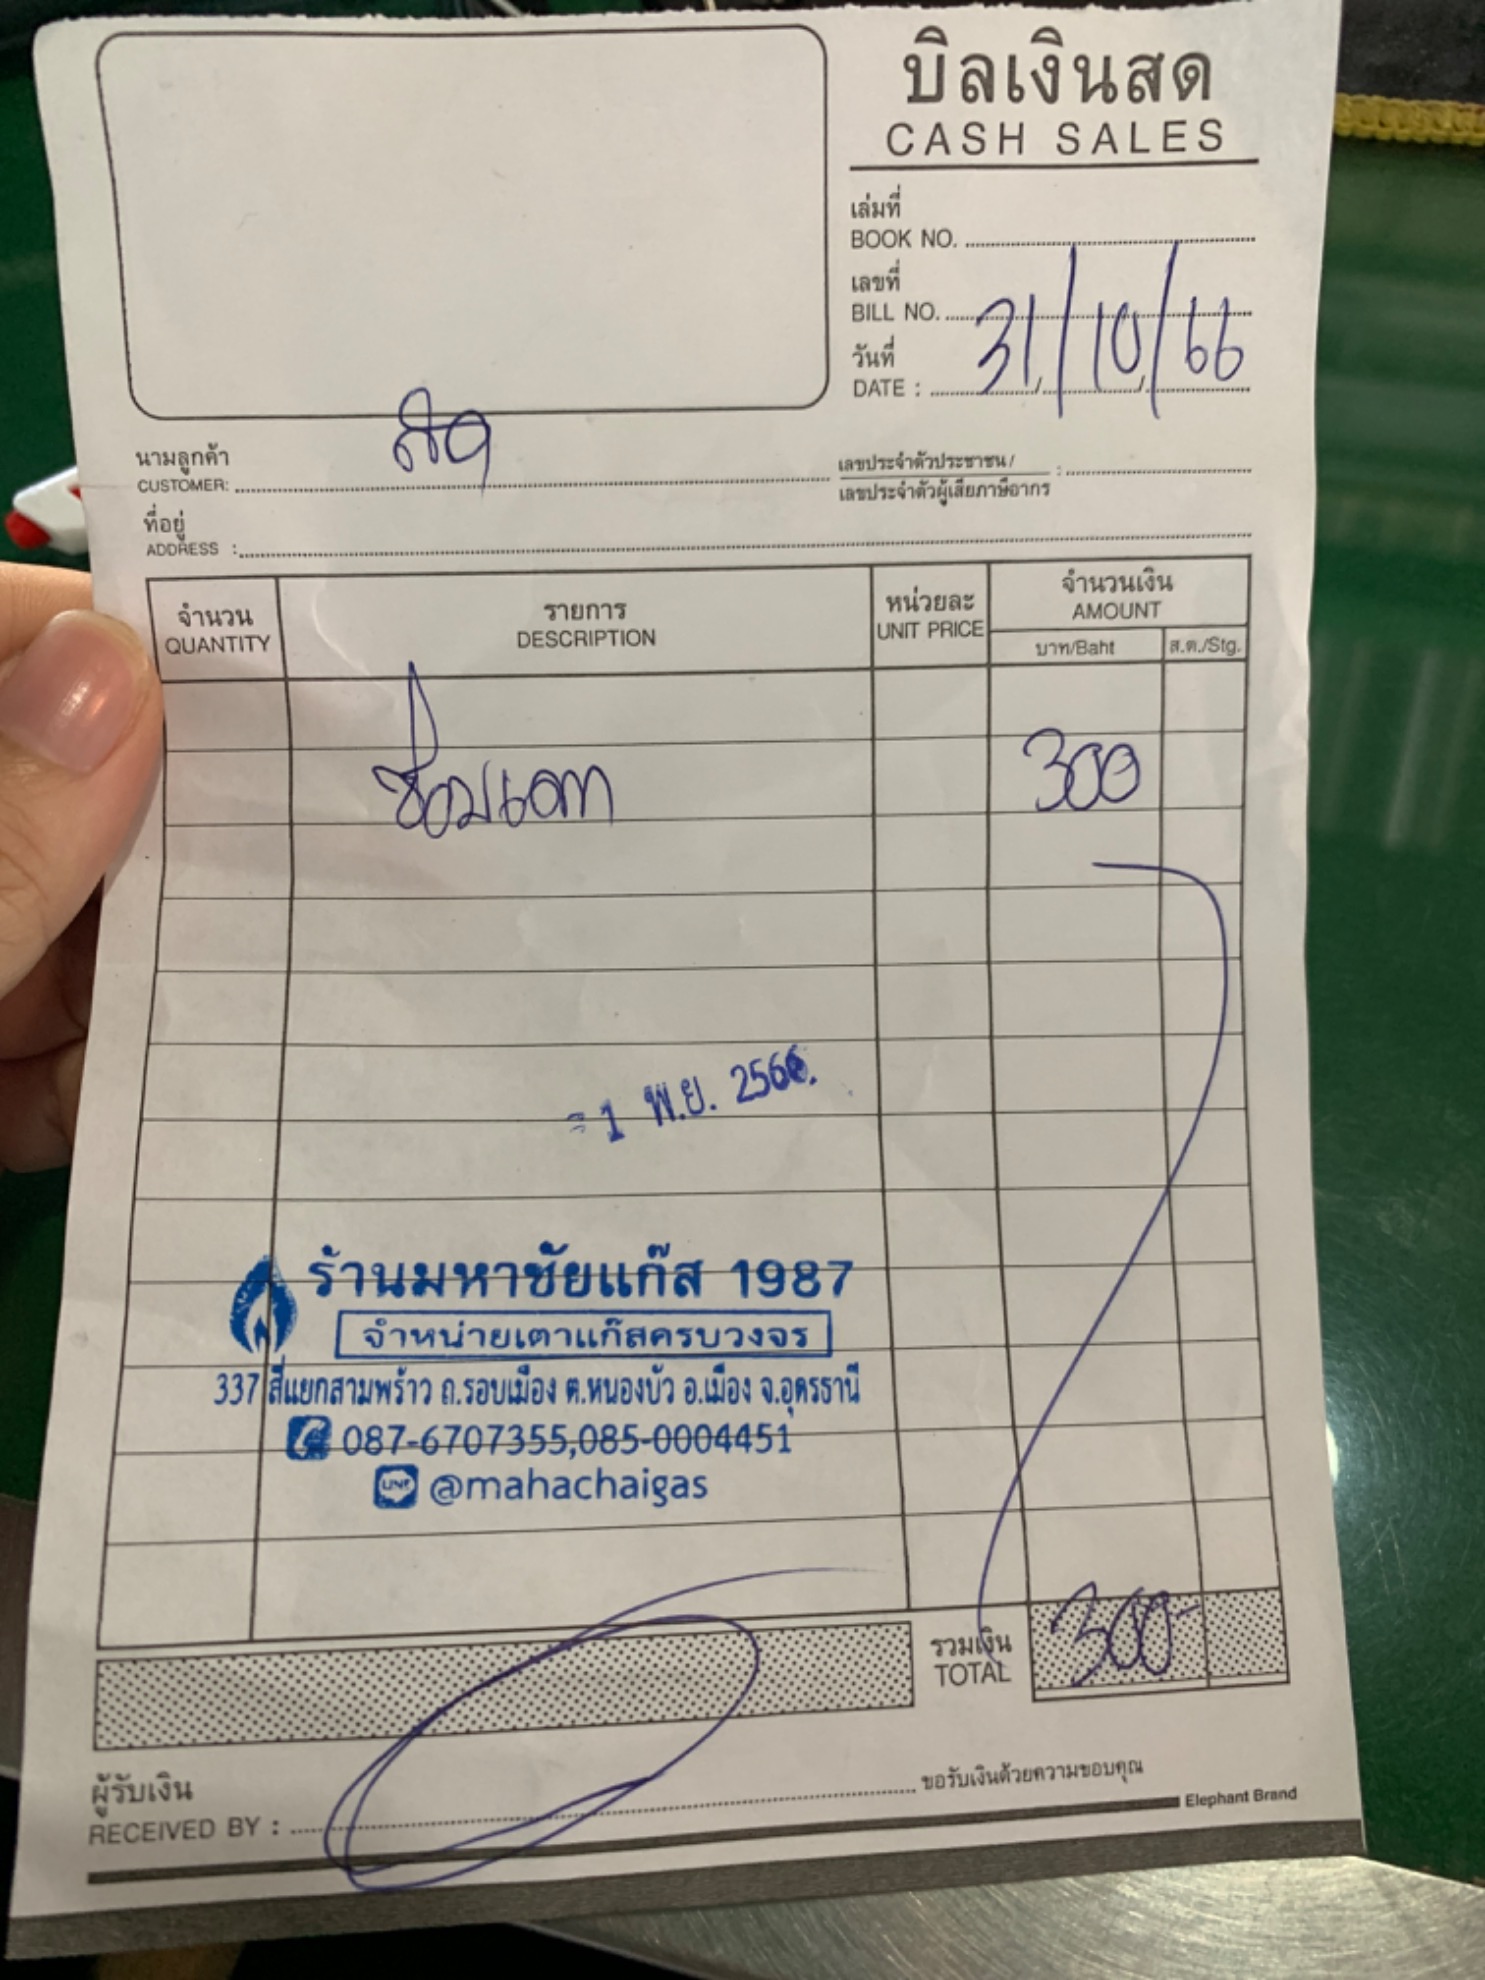 บิลเงินสด
CASH SALES
เล่มที่
BOOK NO.
เลขที่
BILL NO.
วันที่
DATE : 31/10/66
นามลูกค้า
CUSTOMER: สด
เลขประจำตัวประชาชน /
เลขประจำตัวผู้เสียภาษีอากร :
ที่อยู่
ADDRESS :
จำนวน
QUANTITY
รายการ
DESCRIPTION
หน่วยละ
UNIT PRICE
จำนวนเงิน
AMOUNT
บาท/Baht
ส.ต./Stg.
ซ่อมเตา 300
- 1 พ.ย. 2566
ร้านมหาชัยแก๊ส 1987
จำหน่ายเตาแก๊สครบวงจร
337 สี่แยกสามพร้าว ถ.รอบเมือง ต.หนองบัว อ.เมือง จ.อุดรธานี
087-6707355,085-0004451
LINE @mahachaigas
รวมเงิน
TOTAL 300-
ผู้รับเงิน
RECEIVED BY :
ขอรับเงินด้วยความขอบคุณ
Elephant Brand